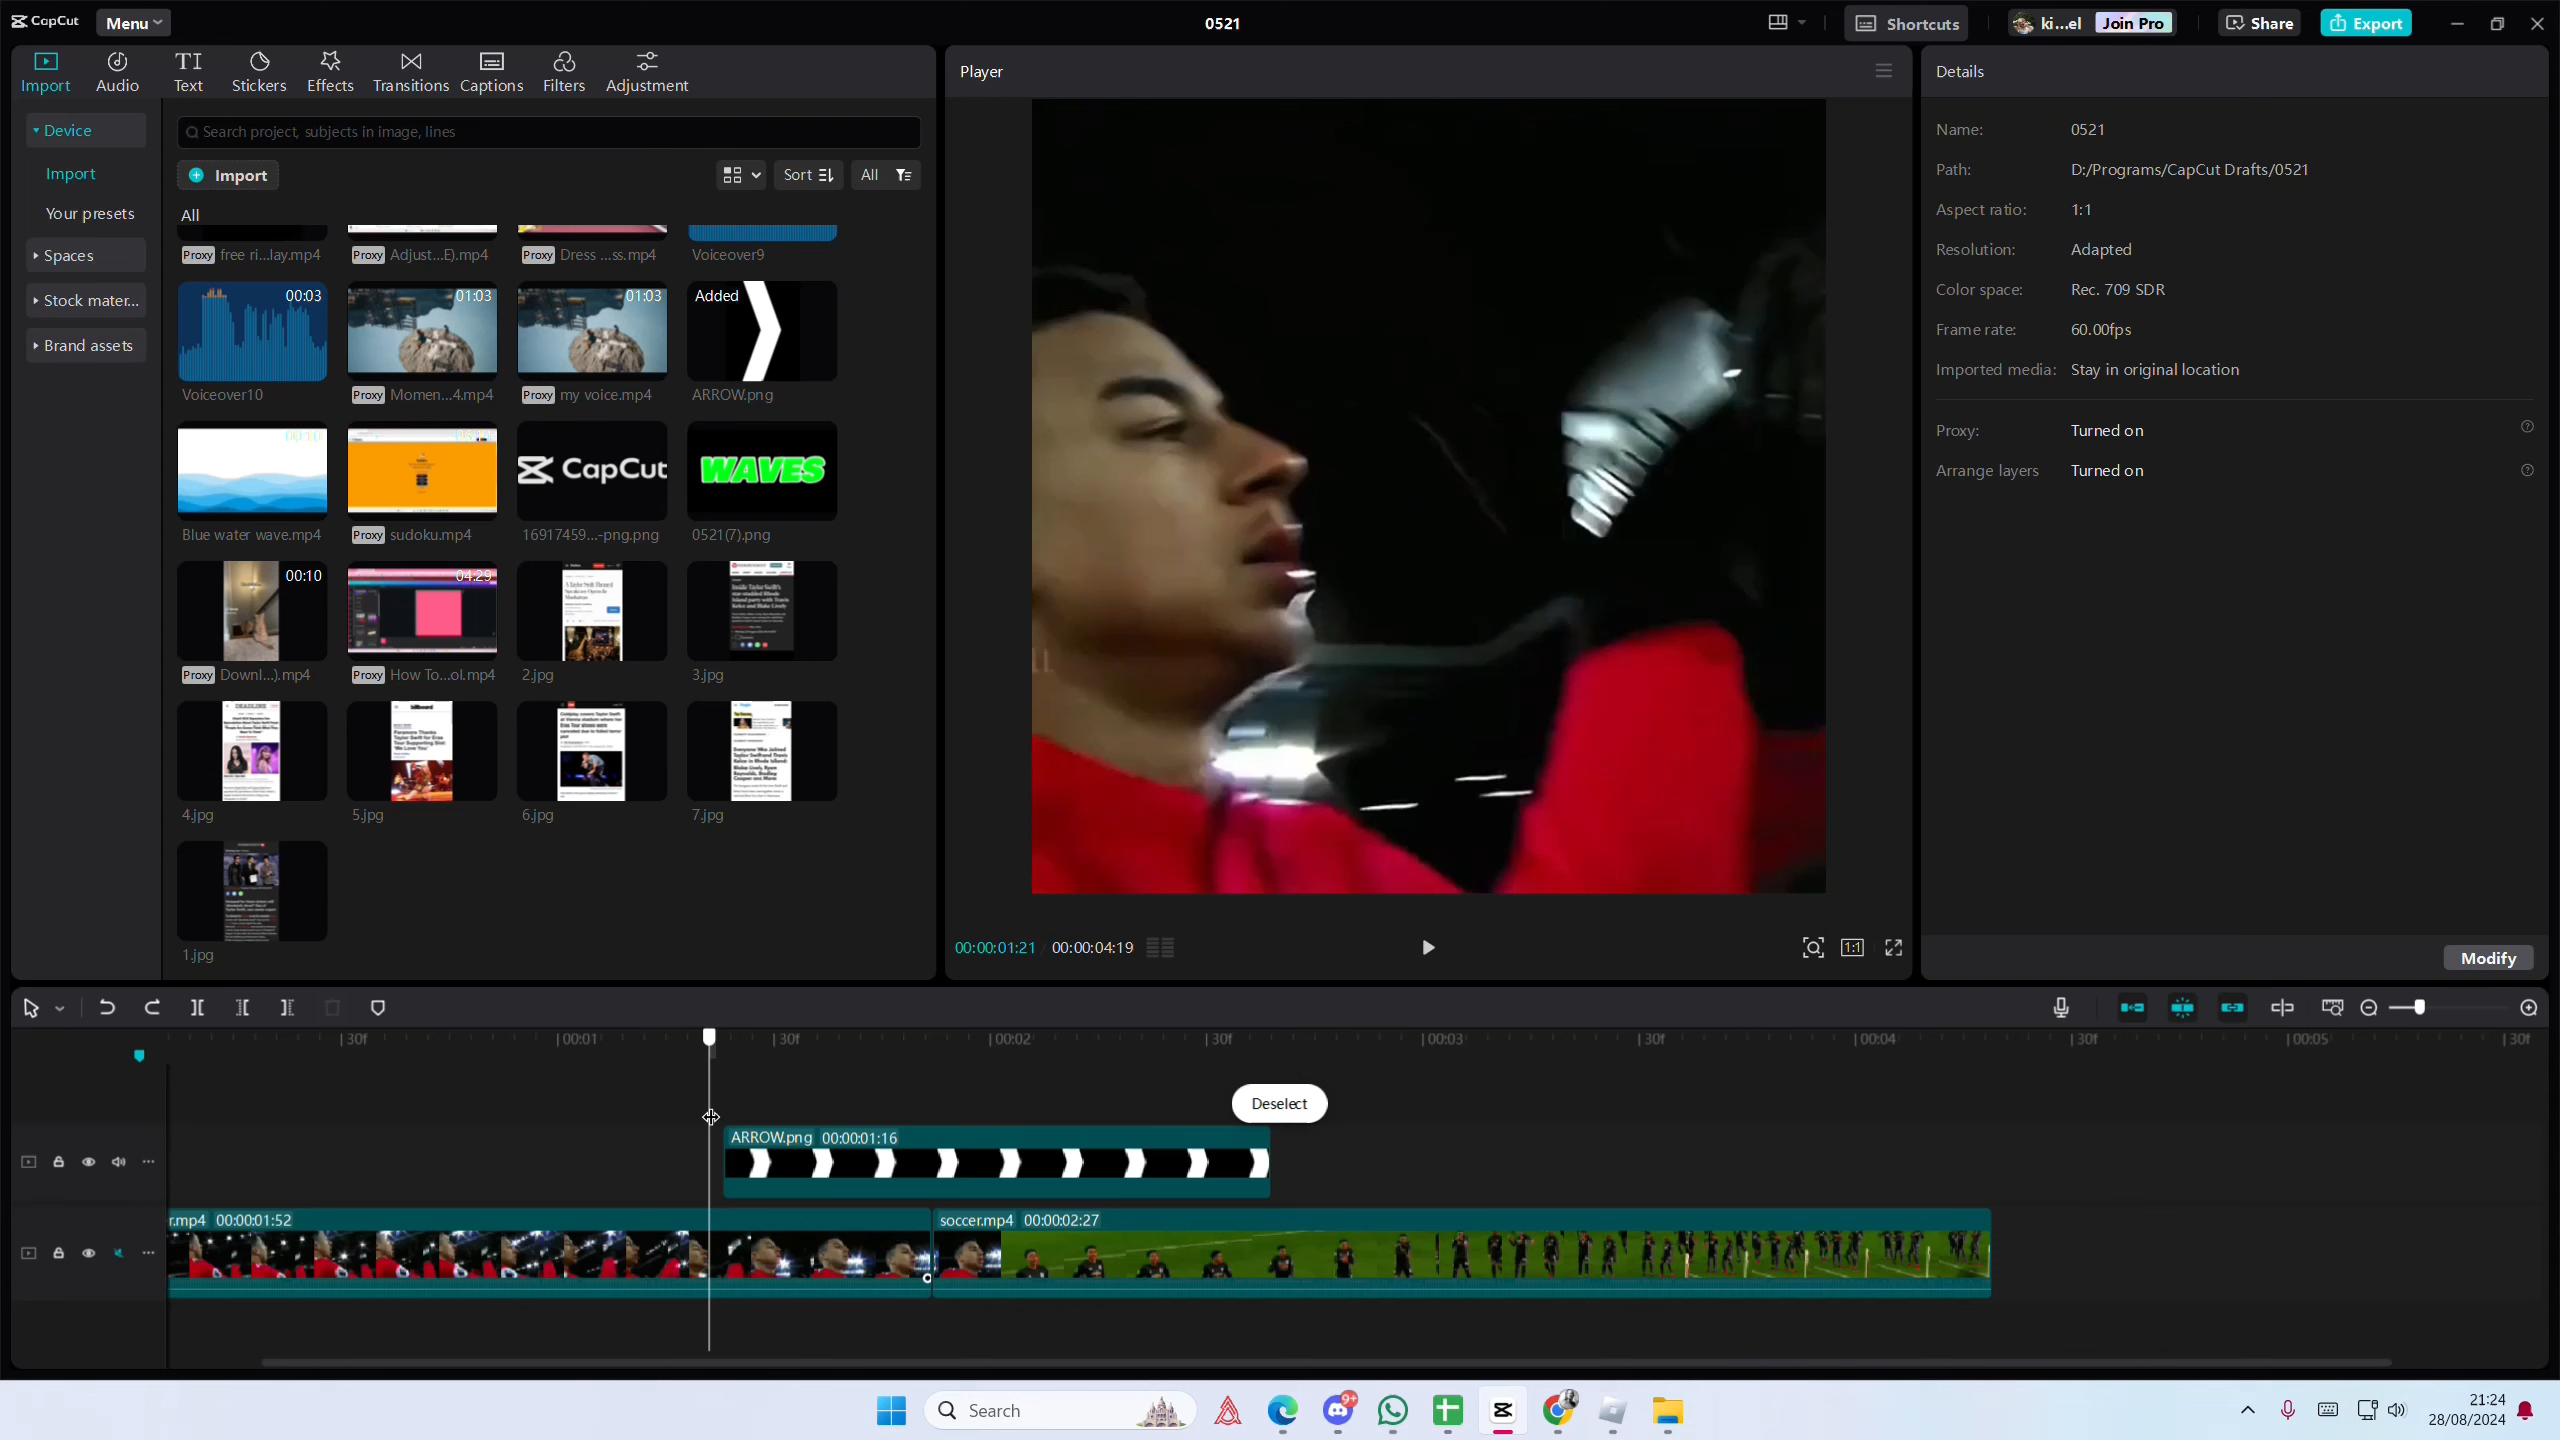 CapCut
Menu
0521
Shortcuts
ki...el
Join Pro
Share
Export
Import
Audio
Text
Stickers
Effects
Transitions
Captions
Filters
Adjustment
Player
Details
Device
Search project, subjects in image, lines
Import
Import
Sort
All
Your presets
Spaces
Stock mater...
Brand assets
All
Proxy free ri...lay.mp4
Proxy Adjust...E).mp4
Proxy Dress ...ss.mp4
Voiceover9
00:03
01:03
01:03
Added
Voiceover10
Proxy Momen...4.mp4
Proxy my voice.mp4
ARROW.png
CapCut
WAVES
Blue water wave.mp4
Proxy sudoku.mp4
16917459...-png.png
0521(7).png
00:10
04:29
Proxy Downl...).mp4
Proxy How To...ol.mp4
2.jpg
3.jpg
DEADLINE
billboard
4.jpg
5.jpg
6.jpg
7.jpg
1.jpg
Name: 0521
Path: D:/Programs/CapCut Drafts/0521
Aspect ratio: 1:1
Resolution: Adapted
Color space: Rec. 709 SDR
Frame rate: 60.00fps
Imported media: Stay in original location
Proxy: Turned on
Arrange layers Turned on
00:00:01:21 / 00:00:04:19
1:1
Modify
30f
00:01
30f
00:02
30f
00:03
30f
00:04
30f
00:05
30f
Deselect
ARROW.png 00:00:01:16
r.mp4 00:00:01:52
soccer.mp4 00:00:02:27
Search
9+
21:24
28/08/2024